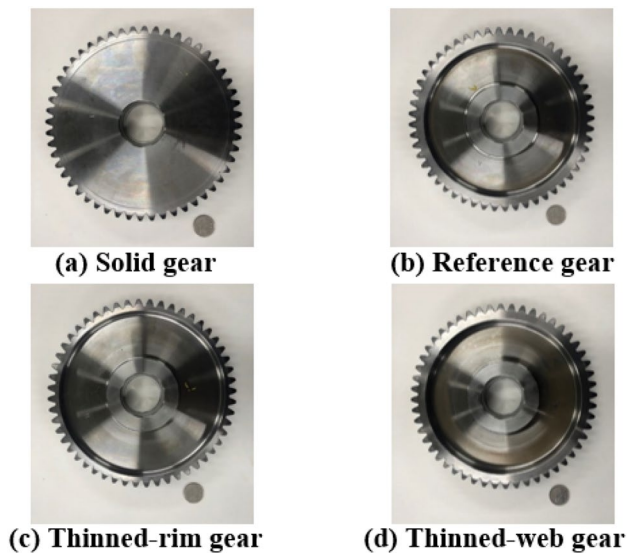 (a) Solid gear
(b) Reference gear
(c) Thinned-rim gear
(d) Thinned-web gear